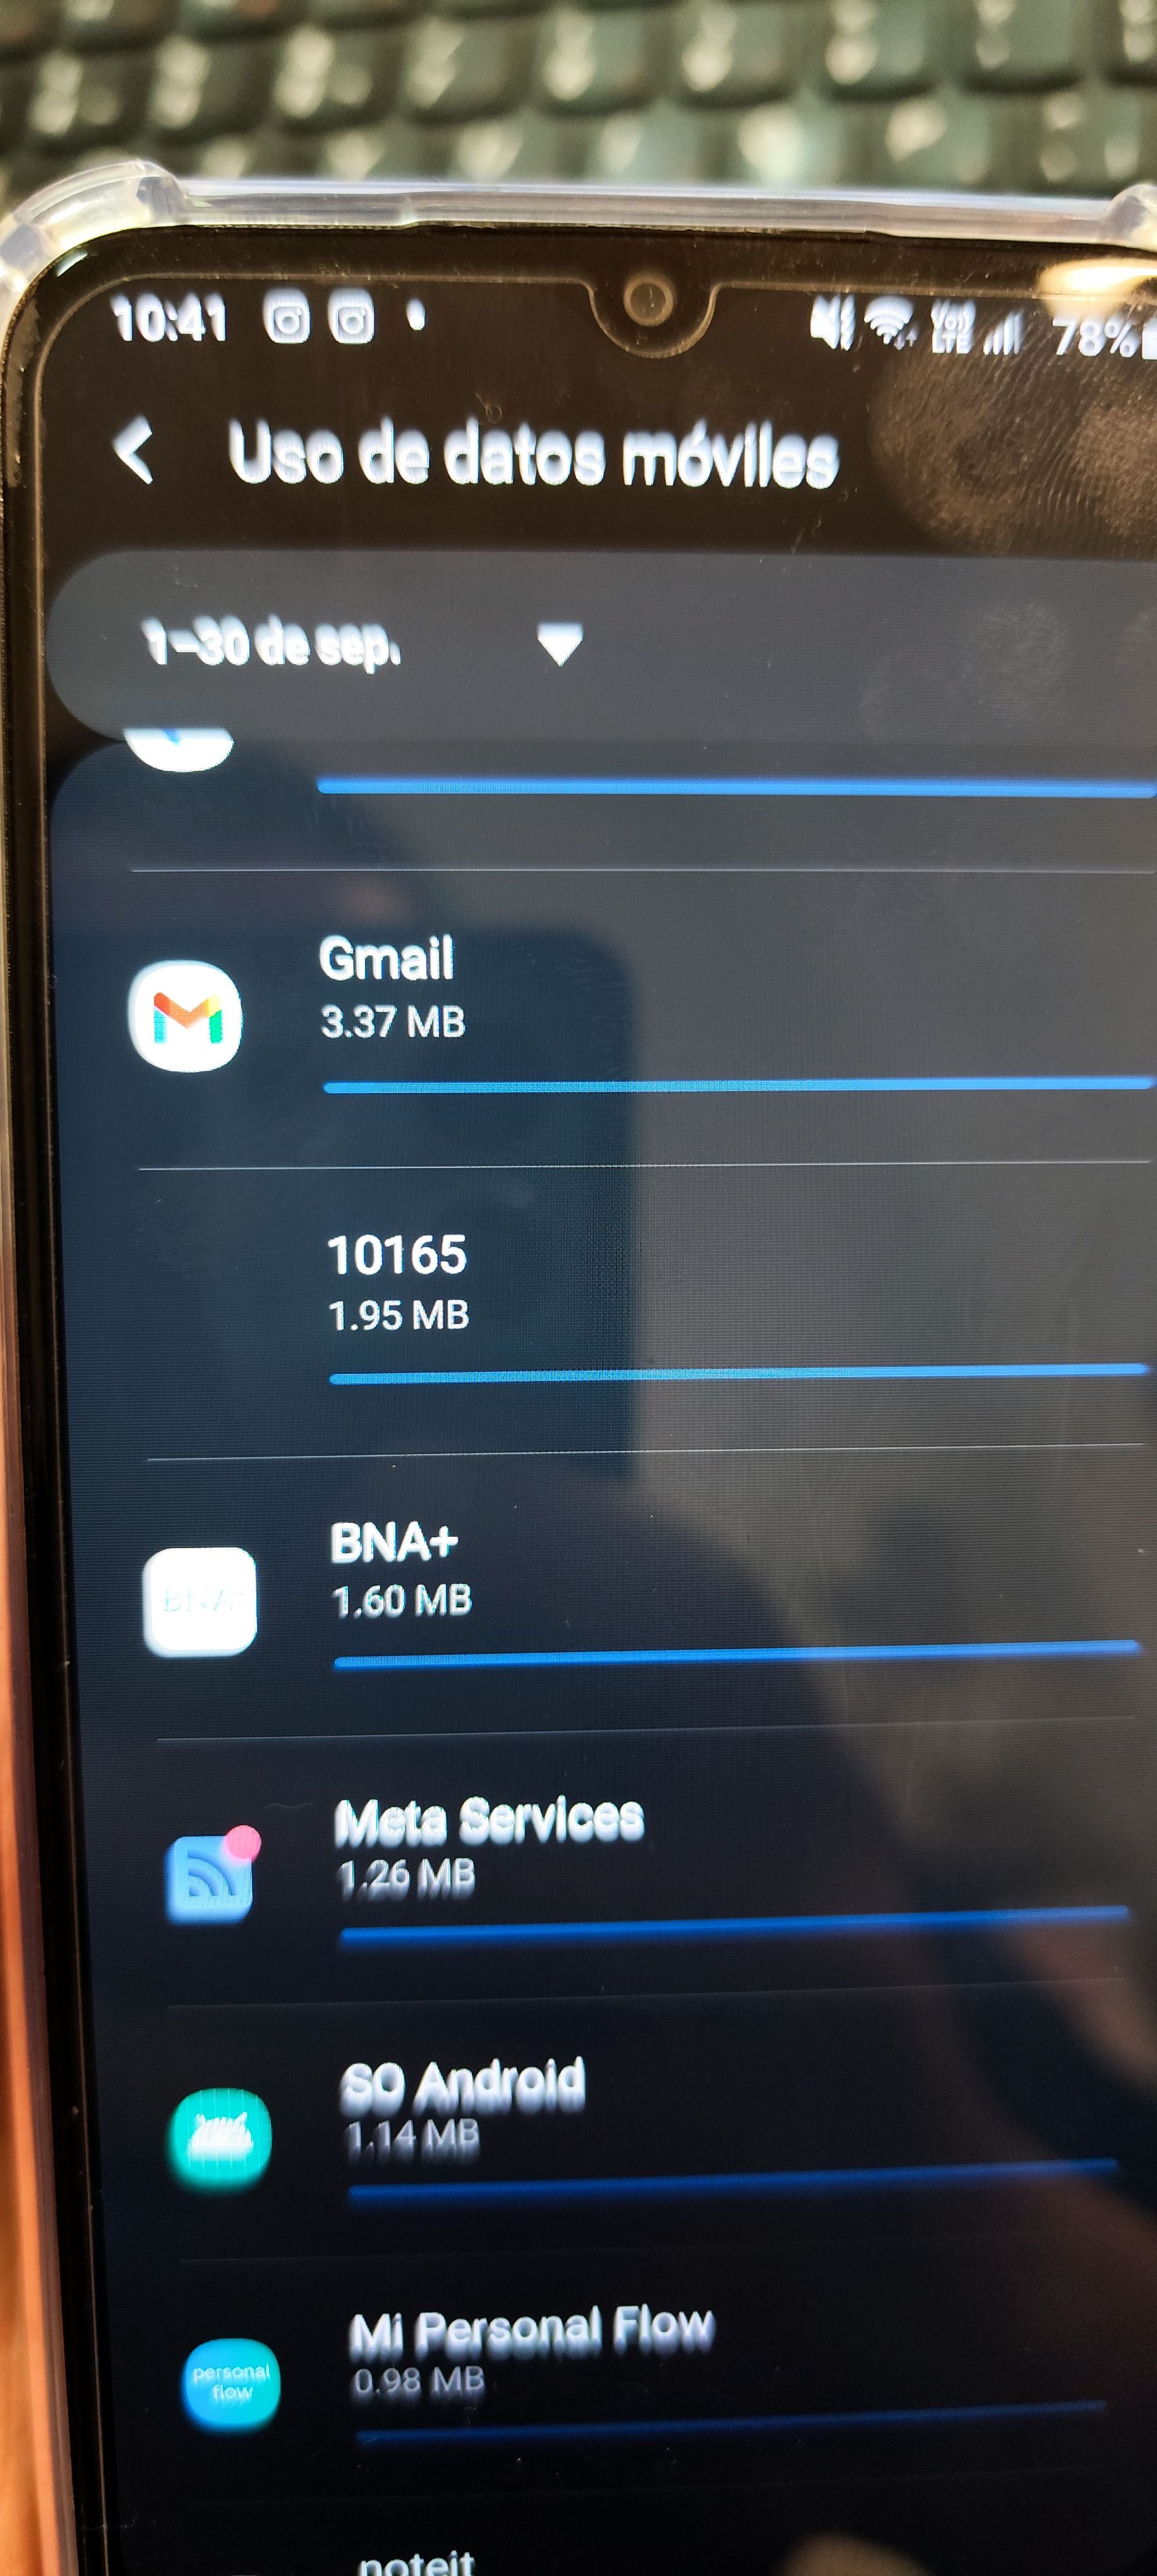 10:41
78%
Uso de datos móviles
1-30 de sep.
Gmail
3.37 MB
10165
1.95 MB
BNA+
BNA+
1.60 MB
Meta Services
1.26 MB
SO Android
1.14 MB
Mi Personal Flow
personal
flow
0.98 MB
noteit